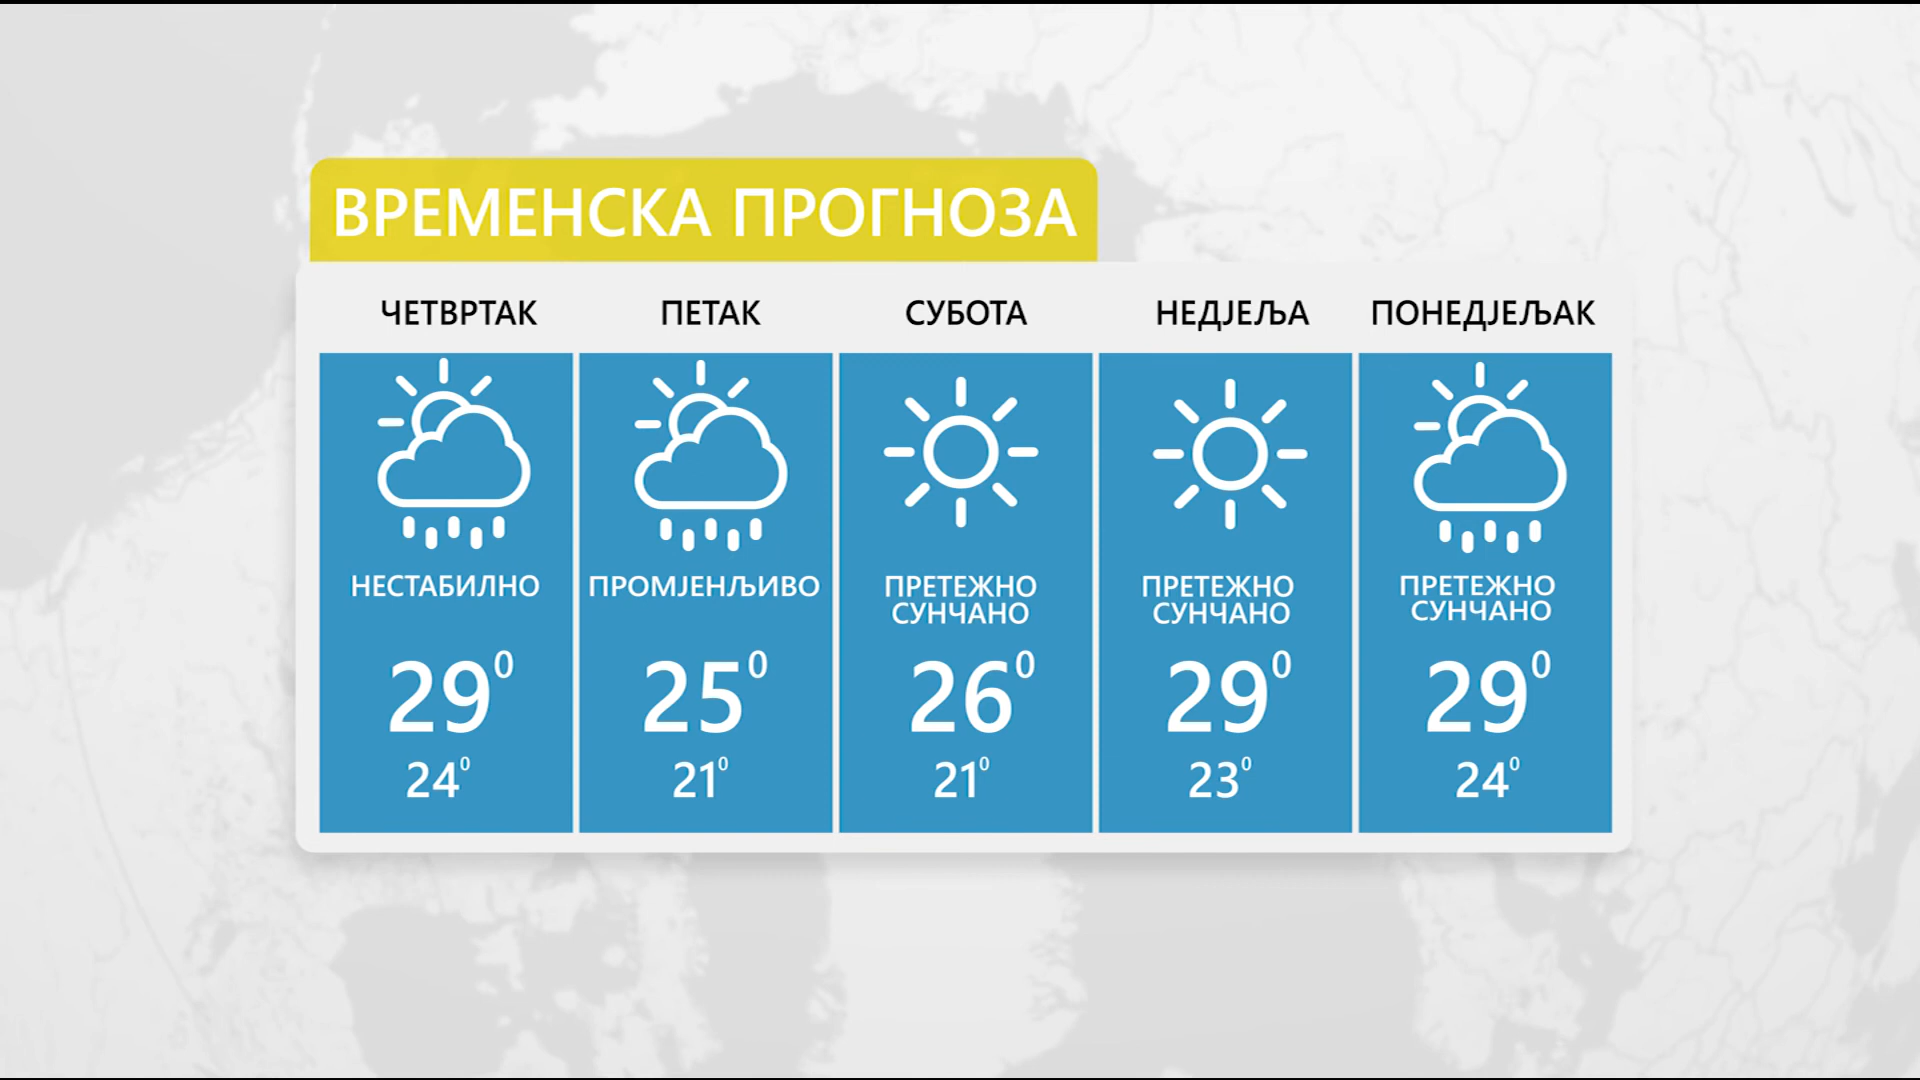 ВРЕМЕНСКА ПРОГНОЗА
ЧЕТВРТАК
НЕСТАБИЛНО
29⁰
24⁰
ПЕТАК
ПРОМЈЕНЉИВО
25⁰
21⁰
СУБОТА
ПРЕТЕЖНО
СУНЧАНО
26⁰
21⁰
НЕДЈЕЉА
ПРЕТЕЖНО
СУНЧАНО
29⁰
23⁰
ПОНЕДЈЕЉАК
ПРЕТЕЖНО
СУНЧАНО
29⁰
24⁰